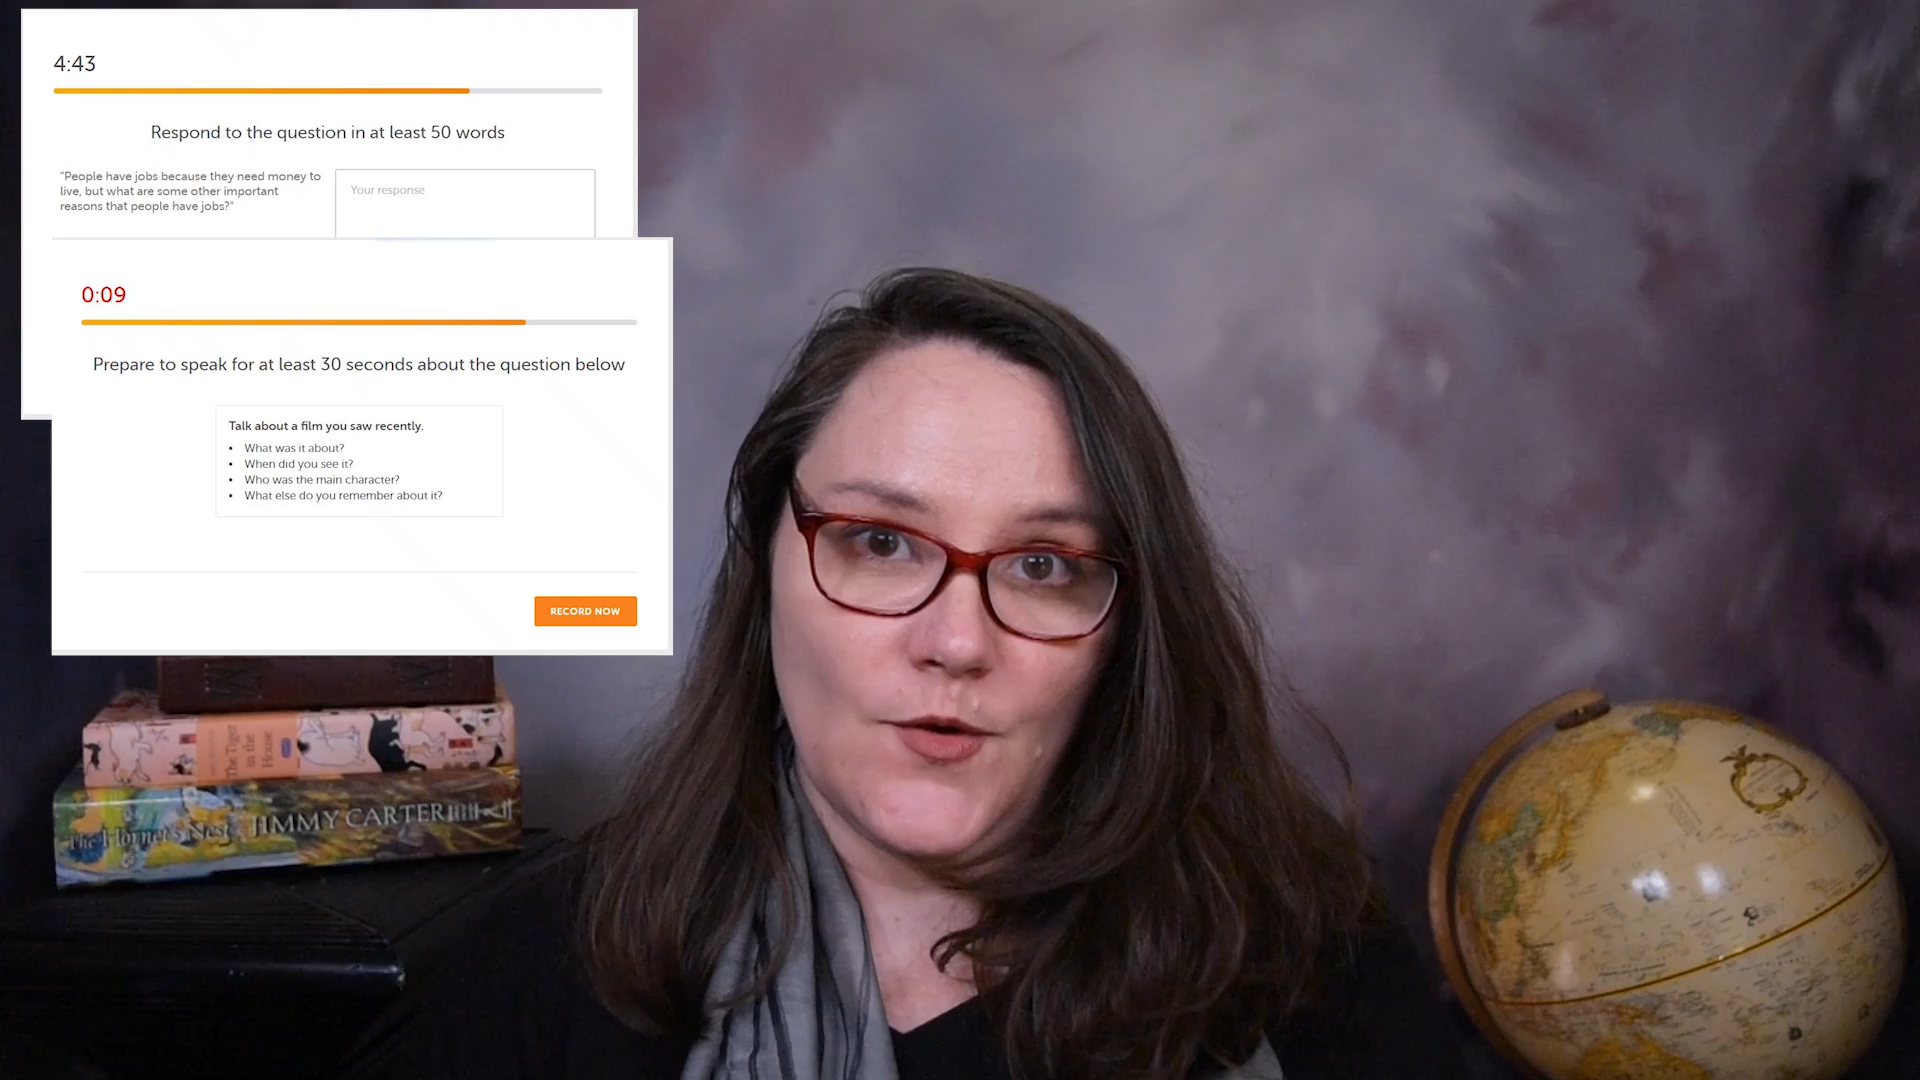 4:43
Respond to the question in at least 50 words
"People have jobs because they need money to
live, but what are some other important
reasons that people have jobs?"
Your response
0:09
Prepare to speak for at least 30 seconds about the question below
Talk about a film you saw recently.
• What was it about?
• When did you see it?
• Who was the main character?
• What else do you remember about it?
RECORD NOW
The Tiger
in the
House
The Hornet's Nest JIMMY CARTER